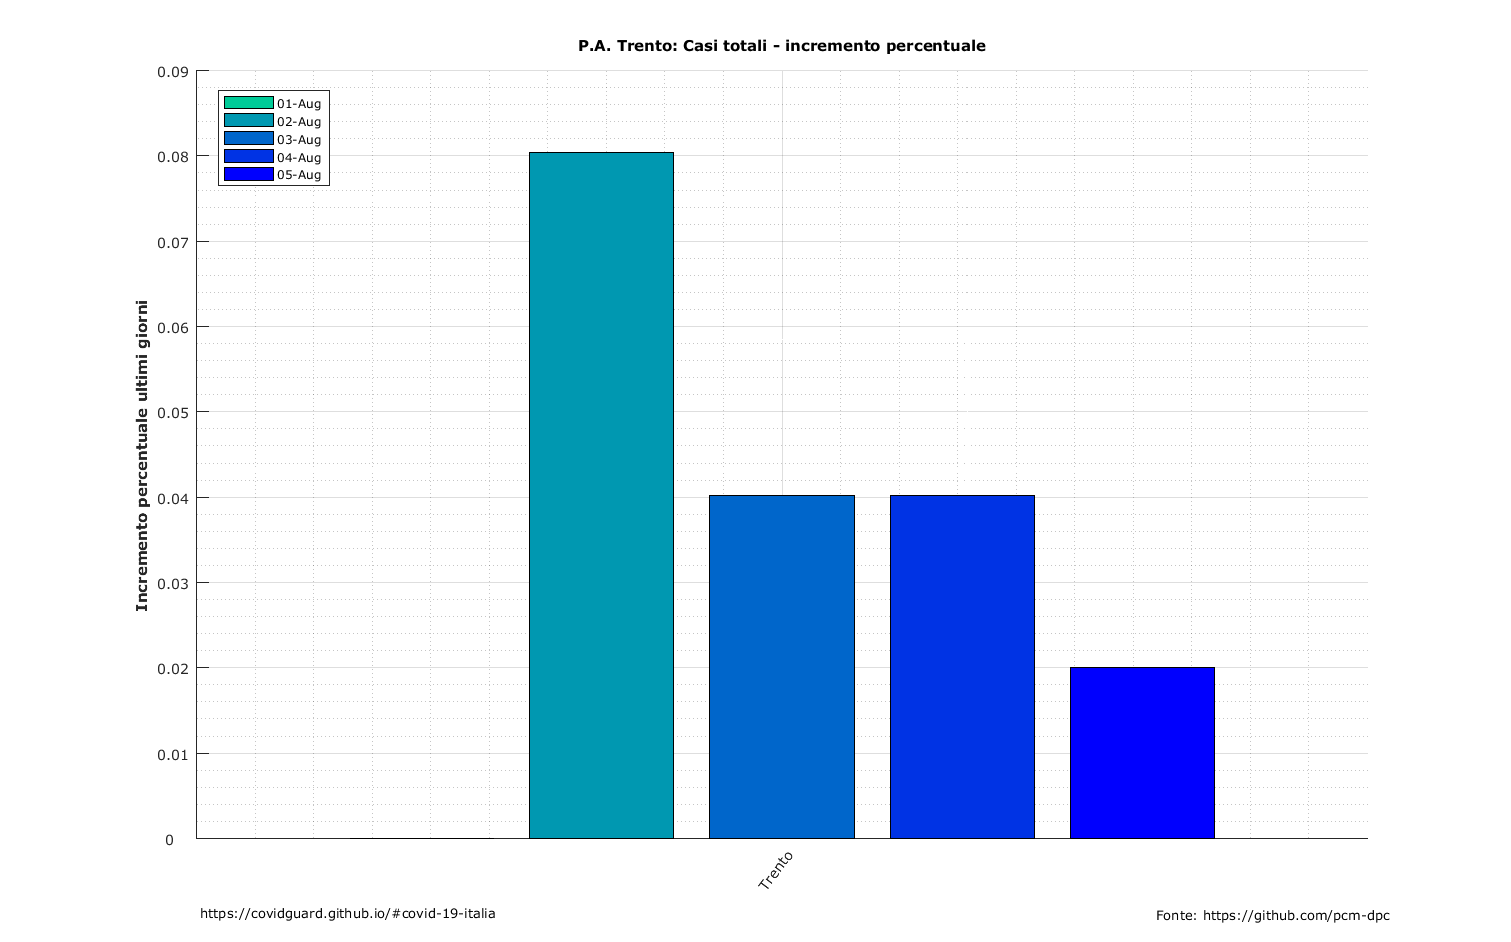 P.A. Trento: Casi totali - incremento percentuale
0.09
0.08
0.07
0.06
0.05
0.04
0.03
0.02
0.01
0
Incremento percentuale ultimi giorni
01-Aug
02-Aug
03-Aug
04-Aug
05-Aug
Trento
https://covidguard.github.io/#covid-19-italia
Fonte: https://github.com/pcm-dpc